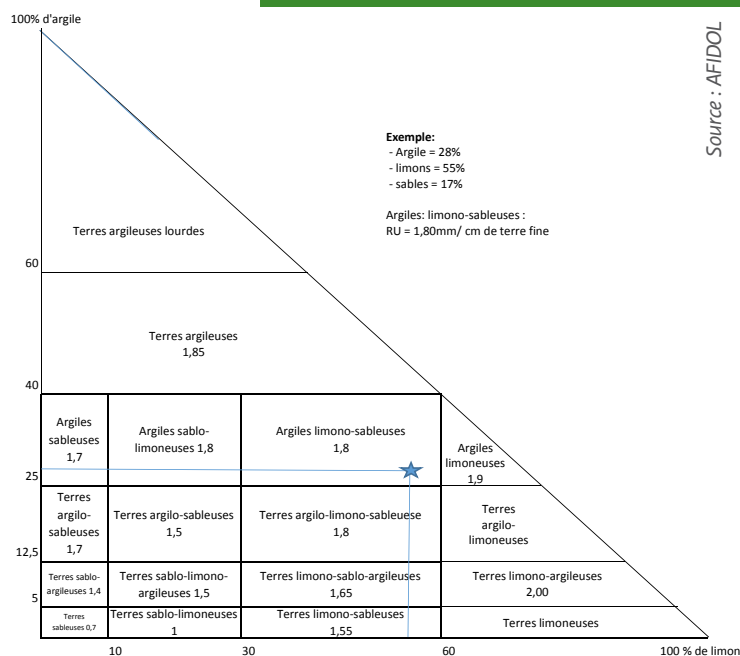 100% d'argile
Source : AFIDOL
Exemple:
- Argile = 28%
- limons = 55%
- sables = 17%
Argiles: limono-sableuses :
RU = 1,80mm/ cm de terre fine
Terres argileuses lourdes
60
Terres argileuses
1,85
40
Argiles
sableuses
1,7
Argiles sablo-
limoneuses 1,8
Argiles limono-sableuses
1,8
Argiles
limoneuses
1,9
25
Terres
argilo-
sableuses
1,7
Terres argilo-sableuses
1,5
Terres argilo-limono-sableuese
1,8
Terres
argilo-
limoneuses
12,5
Terres sablo-
argileuses 1,4
Terres sablo-limono-
argileuses 1,5
Terres limono-sablo-argileuses
1,65
Terres limono-argileuses
2,00
5
Terres
sableuses 0,7
Terres sablo-limoneuses
1
Terres limono-sableuses
1,55
Terres limoneuses
10
30
60
100 % de limon